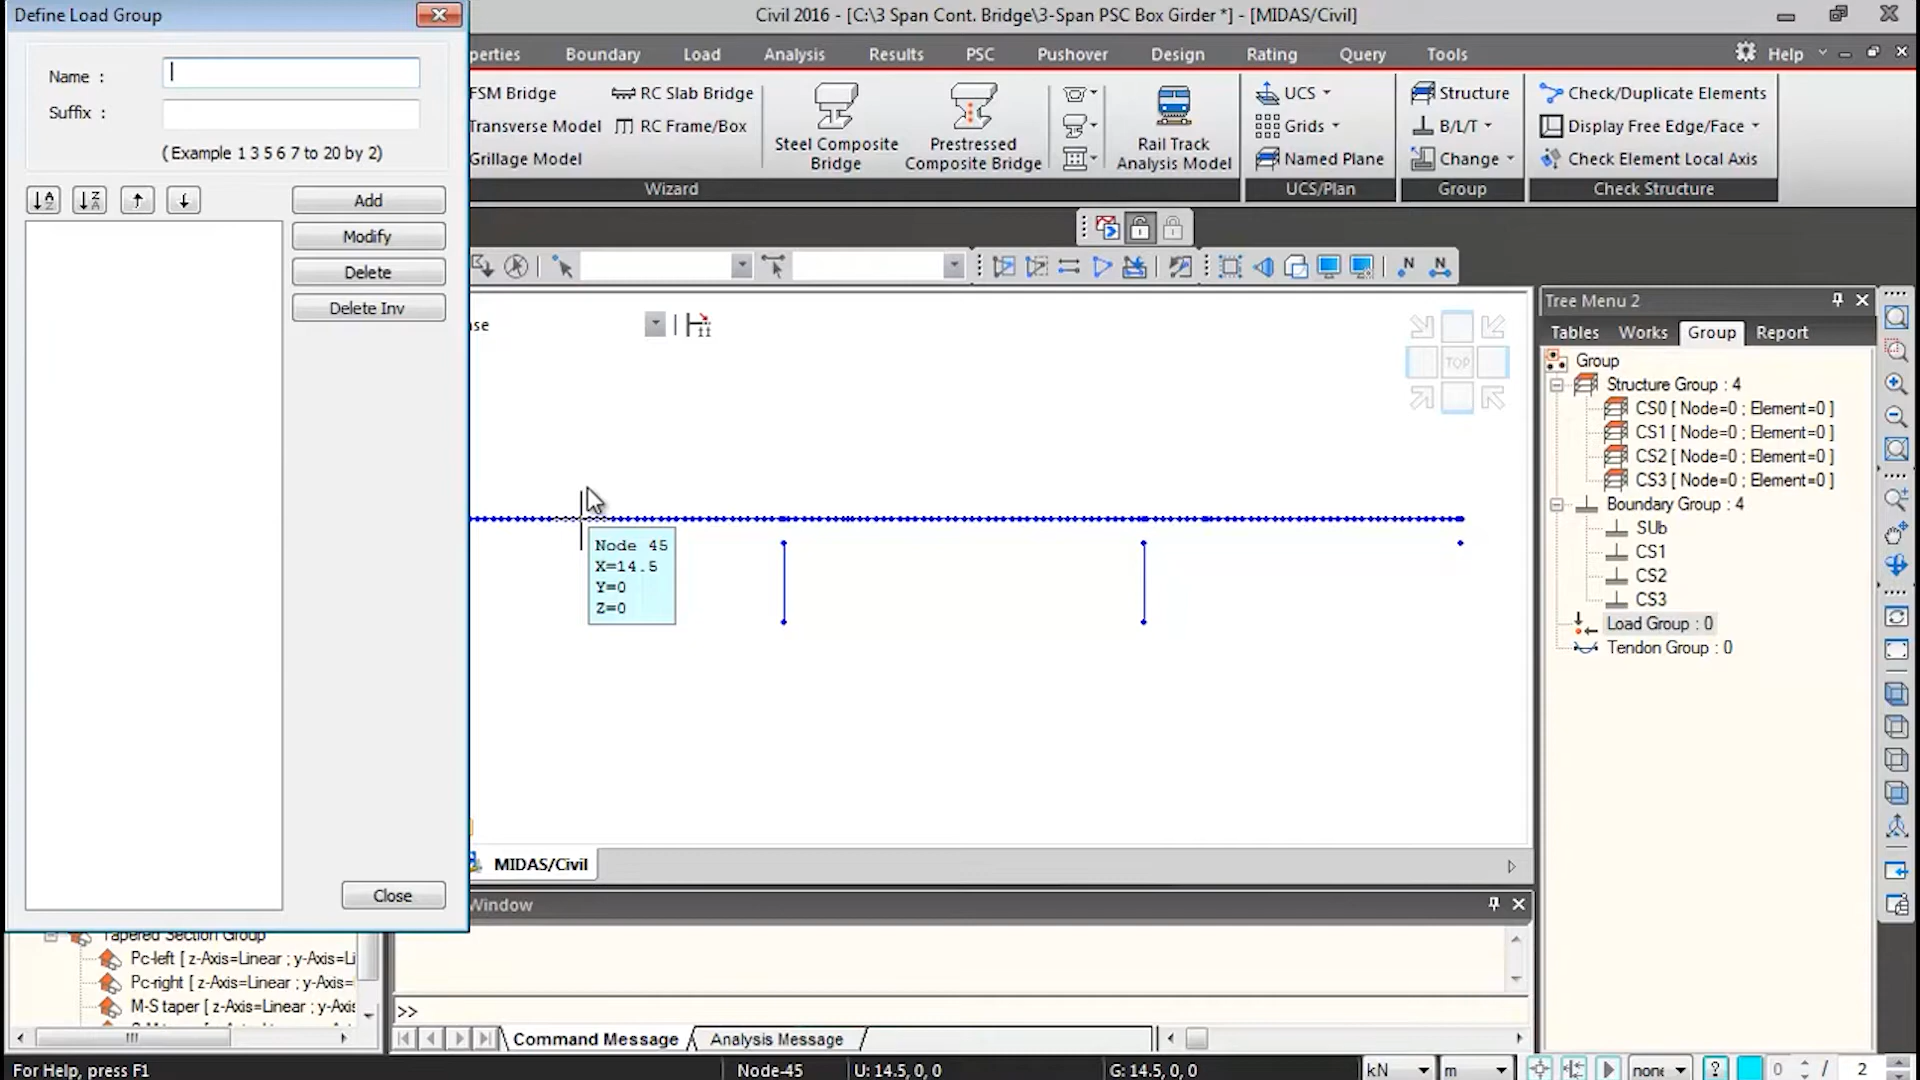 Define Load Group
Civil 2016 - [C:\3 Span Cont. Bridge\3-Span PSC Box Girder *] - [MIDAS/Civil]
Name :
Suffix :
( Example 1 3 5 6 7 to 20 by 2)
Add
Modify
Delete
Delete Inv
Close
perties
Boundary
Load
Analysis
Results
PSC
Pushover
Design
Rating
Query
Tools
Help
FSM Bridge
Transverse Model
Grillage Model
RC Slab Bridge
RC Frame/Box
Steel Composite
Bridge
Prestressed
Composite Bridge
Rail Track
Analysis Model
Wizard
UCS
Grids
Named Plane
UCS/Plan
Structure
B/L/T
Change
Group
Check/Duplicate Elements
Display Free Edge/Face
Check Element Local Axis
Check Structure
N
N
se
TOP
Node 45
X=14.5
Y=0
Z=0
Tree Menu 2
Tables
Works
Group
Report
Group
Structure Group : 4
CS0 [ Node=0 ; Element=0 ]
CS1 [ Node=0 ; Element=0 ]
CS2 [ Node=0 ; Element=0 ]
CS3 [ Node=0 ; Element=0 ]
Boundary Group : 4
SUb
CS1
CS2
CS3
Load Group : 0
Tendon Group : 0
MIDAS/Civil
Window
Tapered Section Group
Pc-left [ z-Axis=Linear ; y-Axis=Li
Pc-right [ z-Axis=Linear ; y-Axis=
M-S taper [ z-Axis=Linear ; y-Axis
>>
Command Message
Analysis Message
For Help, press F1
Node-45
U: 14.5, 0, 0
G: 14.5, 0, 0
kN
m
none
?
0
/
2